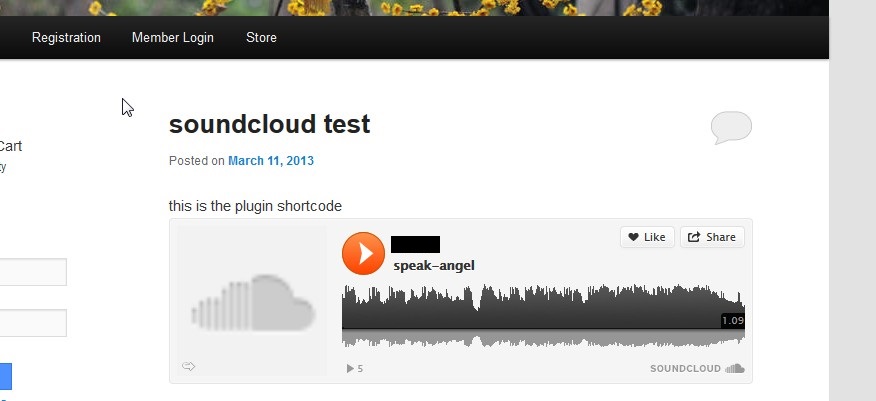 Registration Member Login Store
soundcloud test
Cart
Posted on March 11, 2013
this is the plugin shortcode
Like Share
speak-angel
1.09
5 SOUNDCLOUD